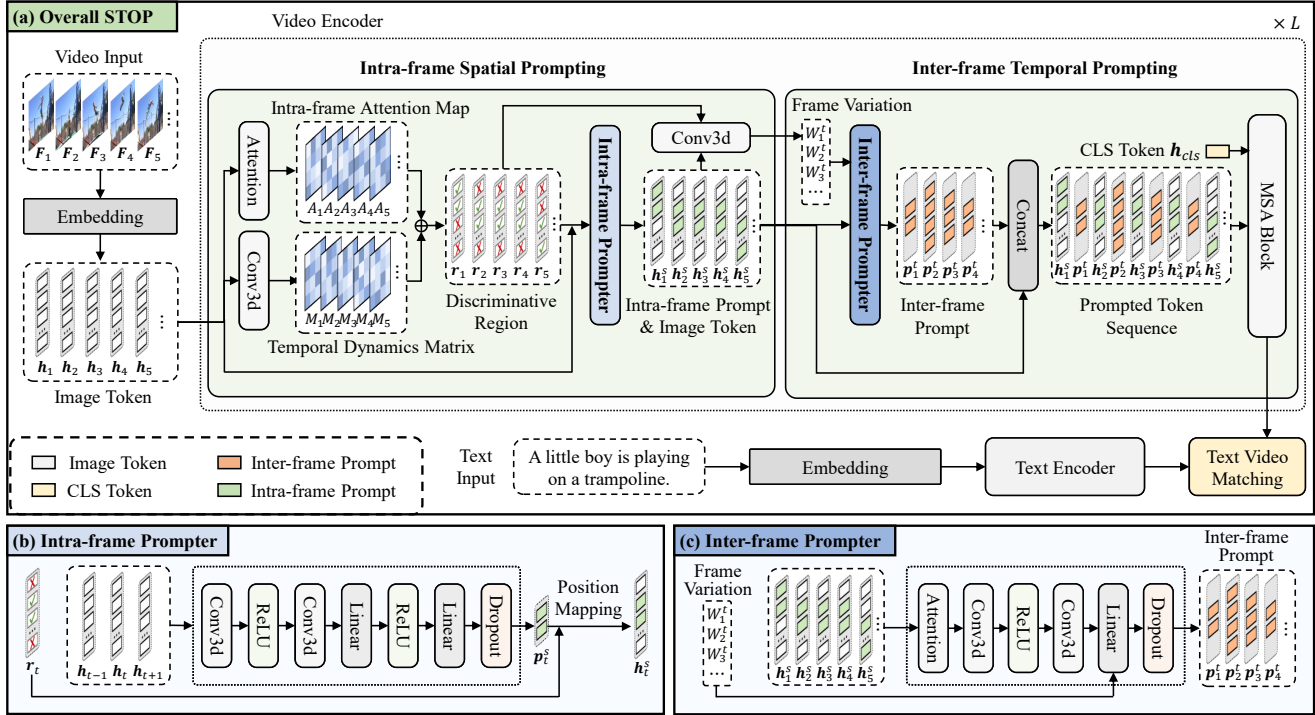 (a) Overall STOP
Video Encoder
× L
Video Input
F₁ F₂ F₃ F₄ F₅
Embedding
h₁ h₂ h₃ h₄ h₅
Image Token
Intra-frame Spatial Prompting
Intra-frame Attention Map
Attention
A₁ A₂ A₃ A₄ A₅
Conv3d
M₁ M₂ M₃ M₄ M₅
Temporal Dynamics Matrix
r₁ r₂ r₃ r₄ r₅
Discriminative
Region
Intra-frame Prompter
Conv3d
h₁ˢ h₂ˢ h₃ˢ h₄ˢ h₅ˢ
Intra-frame Prompt
& Image Token
Inter-frame Temporal Prompting
Frame Variation
W₁ᵗ
W₂ᵗ
W₃ᵗ
...
Inter-frame Prompter
p₁ᵗ p₂ᵗ p₃ᵗ p₄ᵗ
Inter-frame
Prompt
Concat
CLS Token h_cls
h₁ˢ p₁ᵗ h₂ˢ p₂ᵗ h₃ˢ p₃ᵗ h₄ˢ p₄ᵗ h₅ˢ
Prompted Token
Sequence
MSA Block
Image Token
Inter-frame Prompt
CLS Token
Intra-frame Prompt
Text
Input
A little boy is playing
on a trampoline.
Embedding
Text Encoder
Text Video
Matching
(b) Intra-frame Prompter
r_t
h_{t−1} h_t h_{t+1}
Conv3d
ReLU
Conv3d
Linear
ReLU
Linear
Dropout
p_tˢ
Position
Mapping
h_tˢ
(c) Inter-frame Prompter
Frame
Variation
W₁ᵗ
W₂ᵗ
W₃ᵗ
...
h₁ˢ h₂ˢ h₃ˢ h₄ˢ h₅ˢ
Attention
Conv3d
ReLU
Conv3d
Linear
Dropout
Inter-frame
Prompt
p₁ᵗ p₂ᵗ p₃ᵗ p₄ᵗ